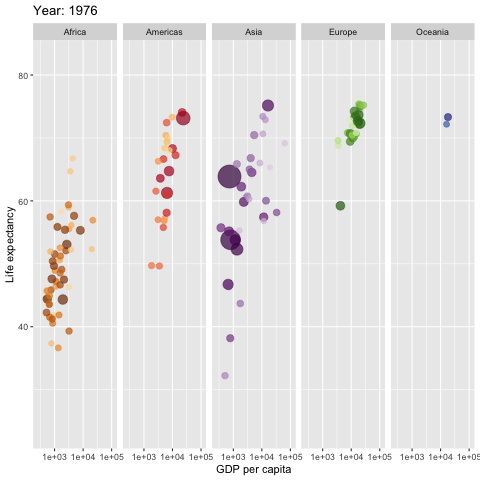 Year: 1976
Africa Americas Asia Europe Oceania
80
60
40
1e+03 1e+04 1e+05 1e+03 1e+04 1e+05 1e+03 1e+04 1e+05 1e+03 1e+04 1e+05 1e+03 1e+04 1e+05
GDP per capita
Life expectancy